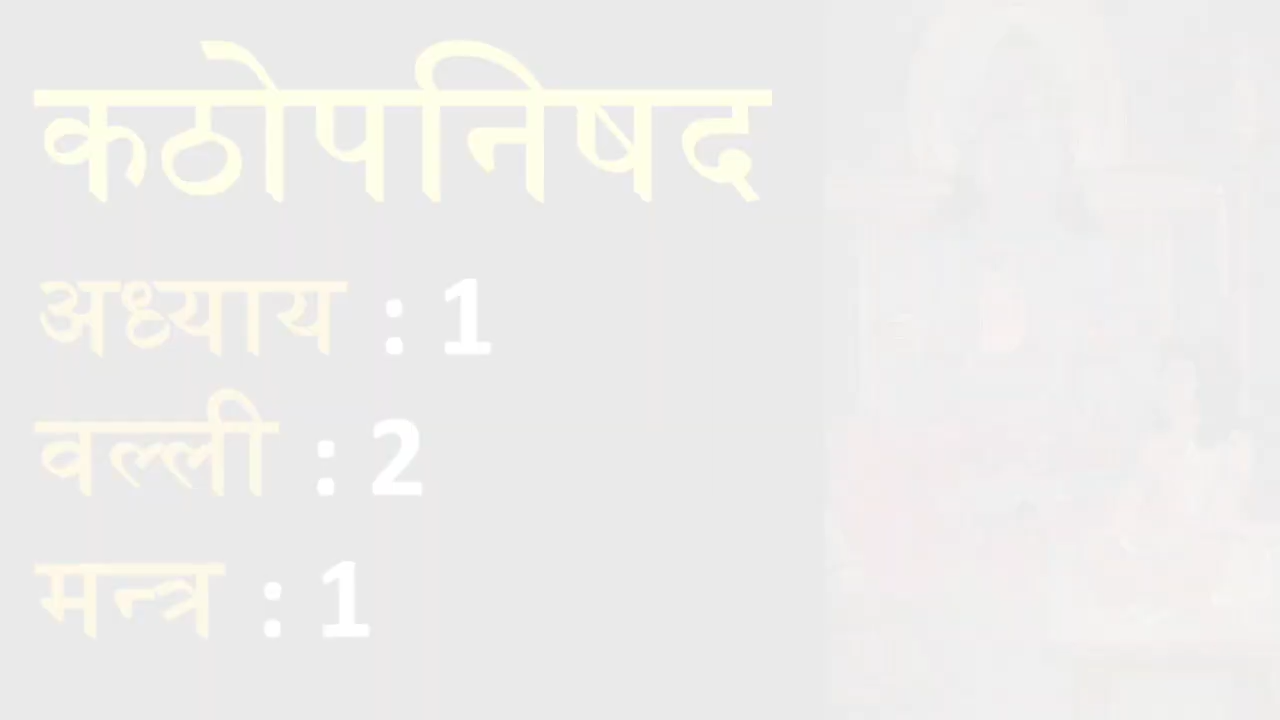 कठोपनिषद
अध्याय : 1
वल्ली : 2
मन्त्र : 1